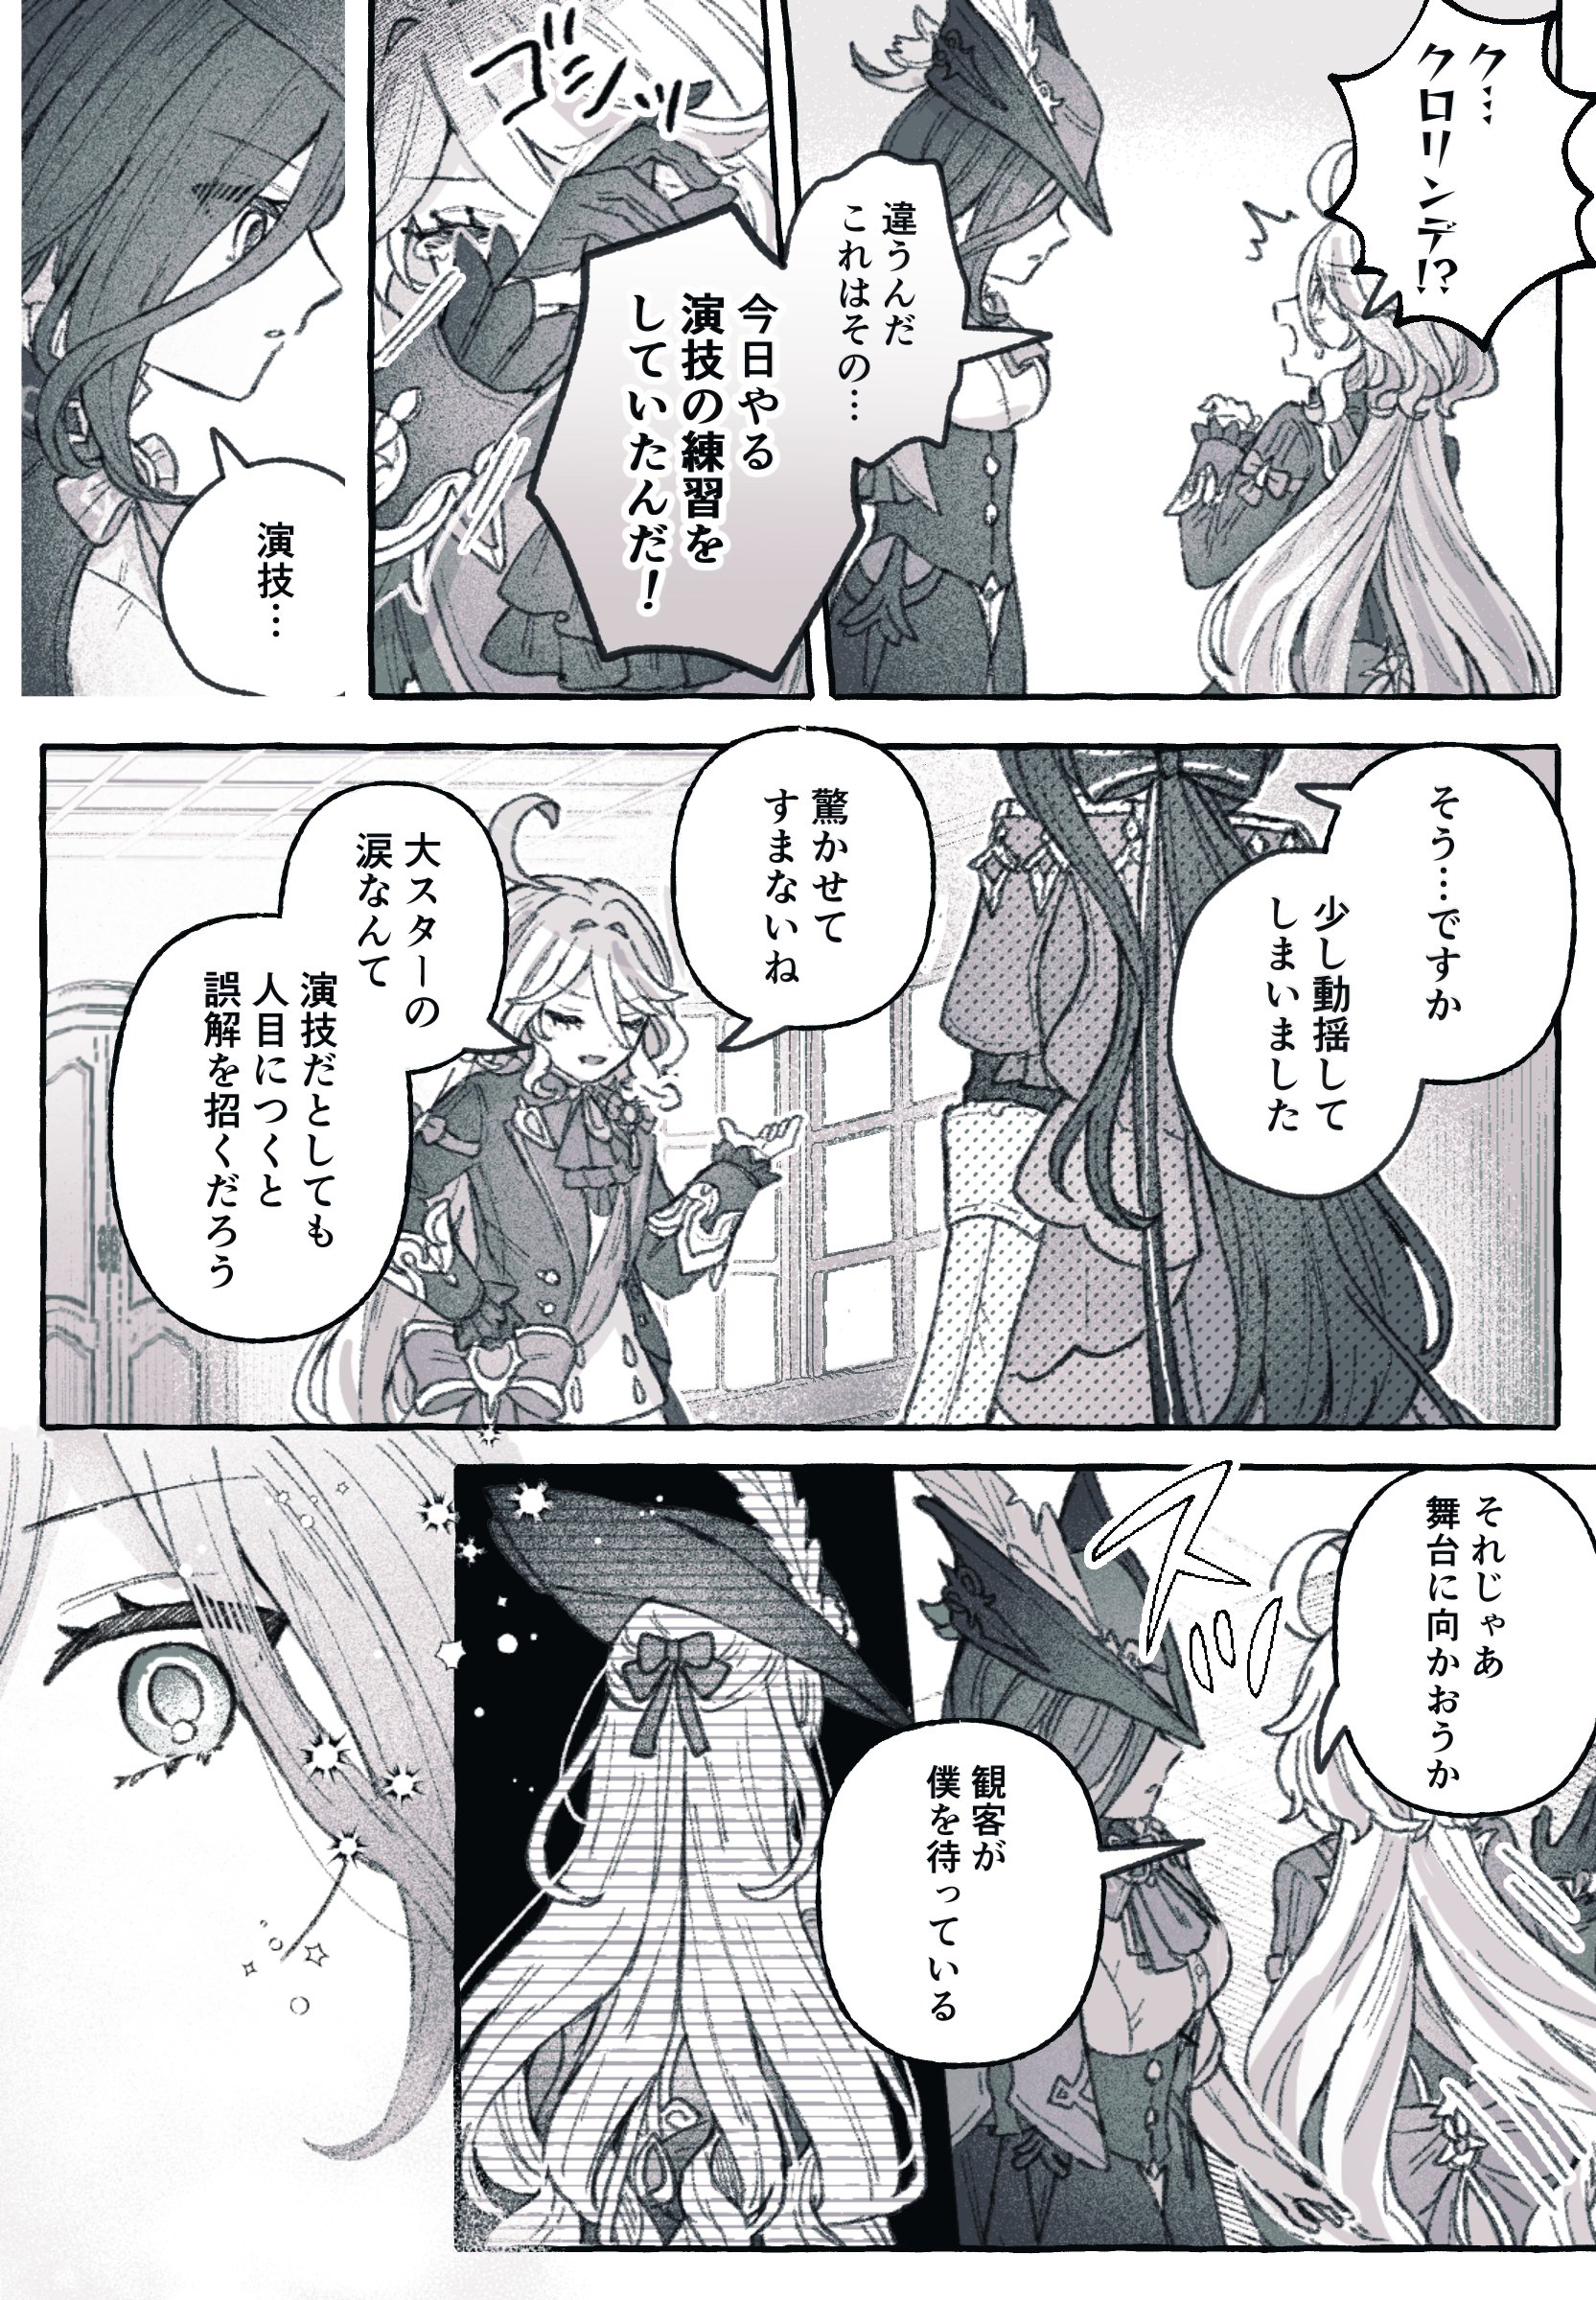 ク…
クロリンデ!?
違うんだ
これはその…
ゴシッ
今日やる
演技の練習を
していたんだ！
演技…
そう…ですか
少し動揺して
しまいました
驚かせて
すまないね
大スターの
涙なんて
演技だとしても
人目につくと
誤解を招くだろう
それじゃあ
舞台に向かおうか
スッ
観客が
僕を待っている